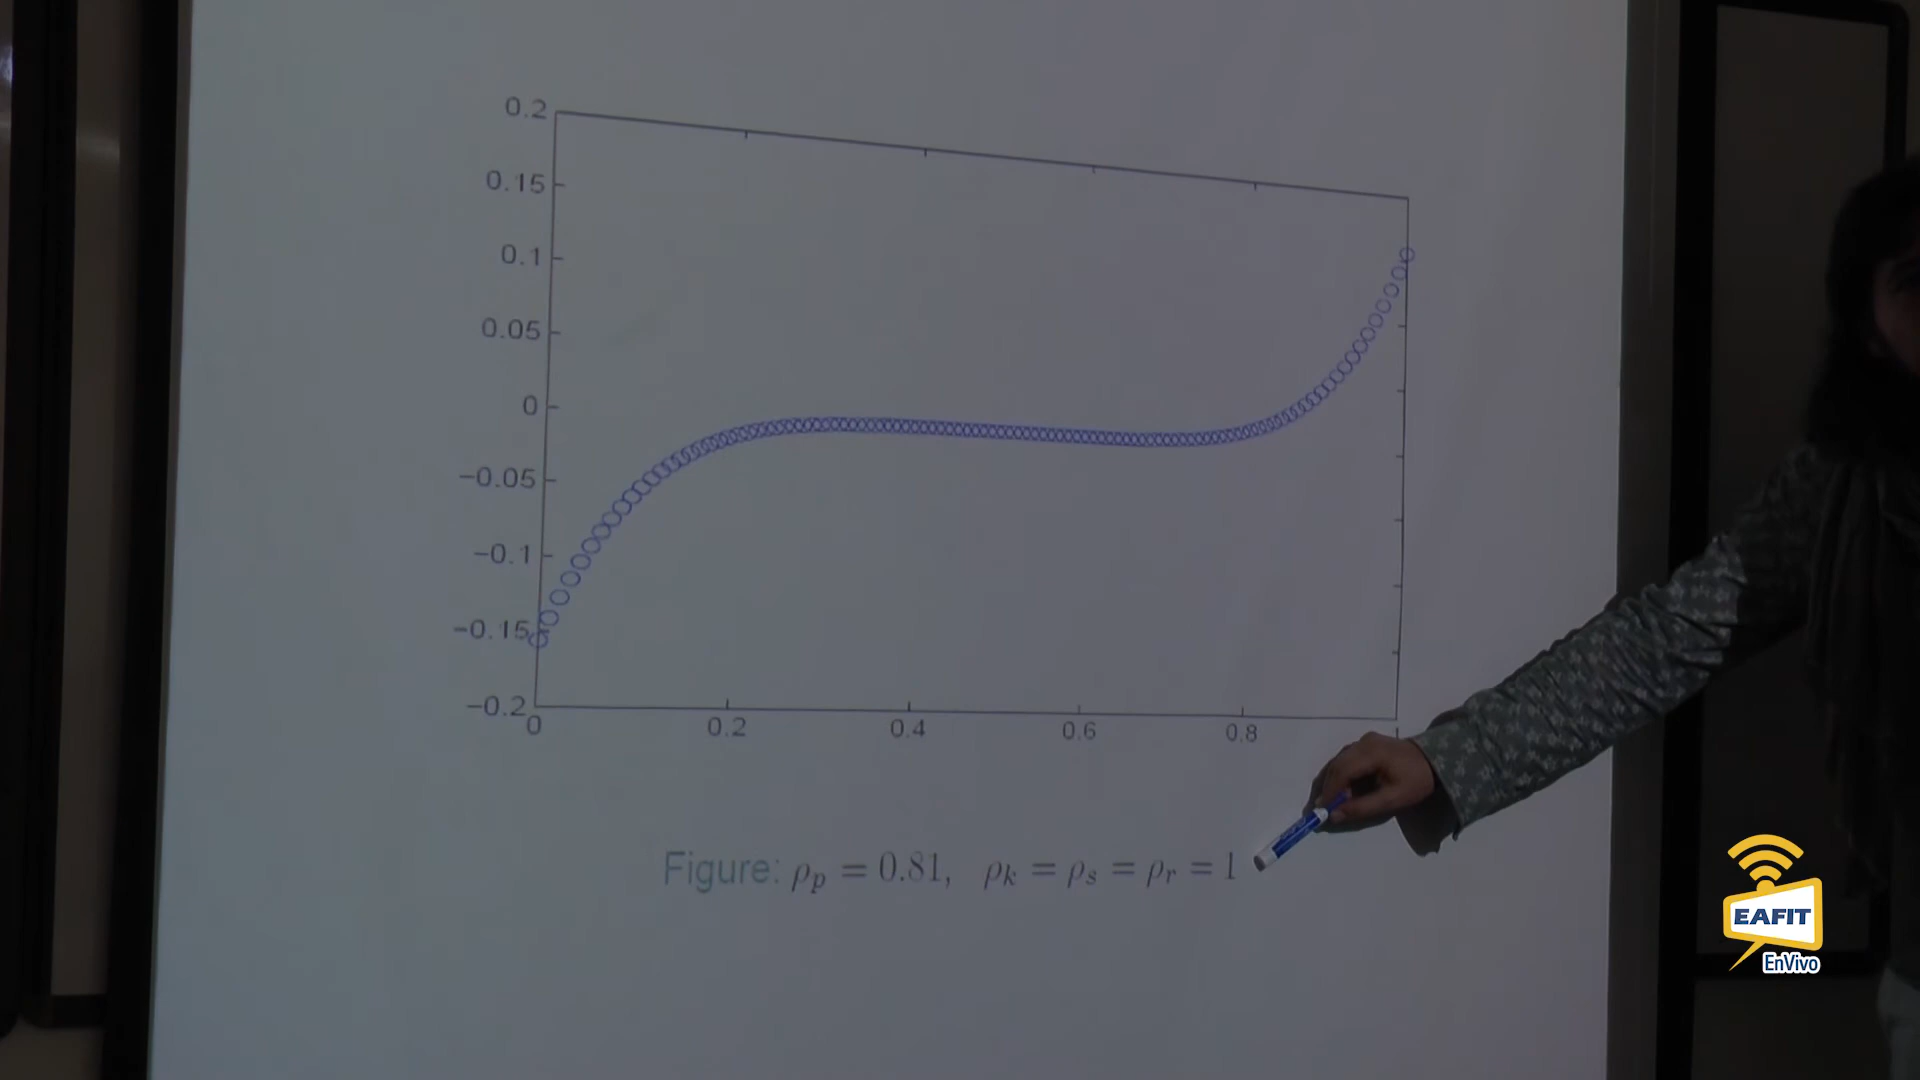 0.2
0.15
0.1
0.05
0
−0.05
−0.1
−0.15
−0.2
0 0.2 0.4 0.6 0.8
Figure: ρp = 0.81, ρk = ρs = ρr = 1
EAFIT
EnVivo